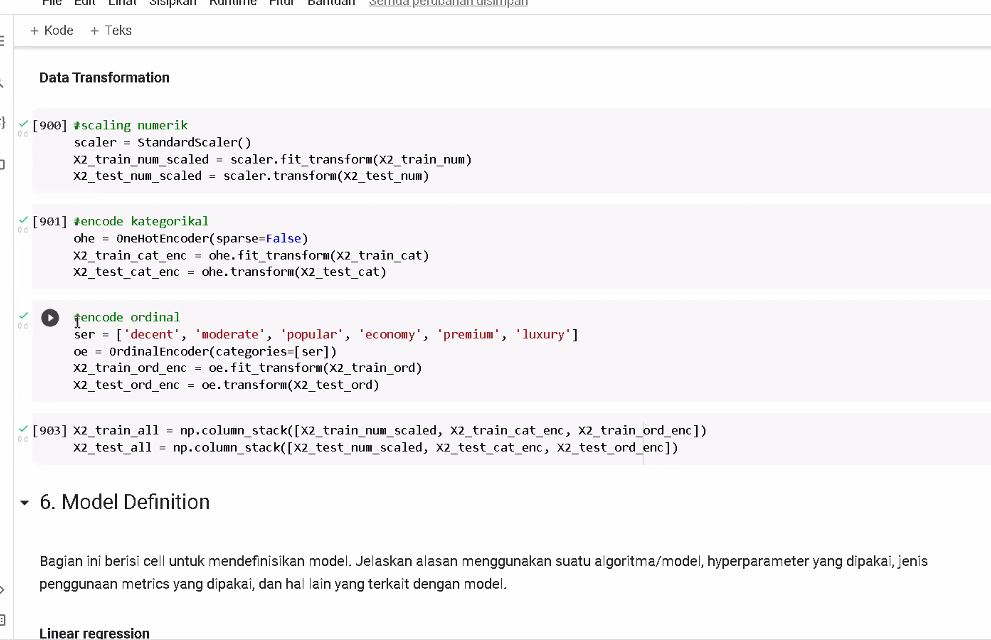 File Edit Lihat Sisipkan Runtime Fitur Bantuan Semua perubahan disimpan
+ Kode + Teks
Data Transformation
[900] #scaling numerik
0 d
scaler = StandardScaler()
X2_train_num_scaled = scaler.fit_transform(X2_train_num)
X2_test_num_scaled = scaler.transform(X2_test_num)
[901] #encode kategorikal
0 d
ohe = OneHotEncoder(sparse=False)
X2_train_cat_enc = ohe.fit_transform(X2_train_cat)
X2_test_cat_enc = ohe.transform(X2_test_cat)
#encode ordinal
0 d
ser = ['decent', 'moderate', 'popular', 'economy', 'premium', 'luxury']
oe = OrdinalEncoder(categories=[ser])
X2_train_ord_enc = oe.fit_transform(X2_train_ord)
X2_test_ord_enc = oe.transform(X2_test_ord)
[903] X2_train_all = np.column_stack([X2_train_num_scaled, X2_train_cat_enc, X2_train_ord_enc])
0 d
X2_test_all = np.column_stack([X2_test_num_scaled, X2_test_cat_enc, X2_test_ord_enc])
6. Model Definition
Bagian ini berisi cell untuk mendefinisikan model. Jelaskan alasan menggunakan suatu algoritma/model, hyperparameter yang dipakai, jenis
penggunaan metrics yang dipakai, dan hal lain yang terkait dengan model.
Linear regression